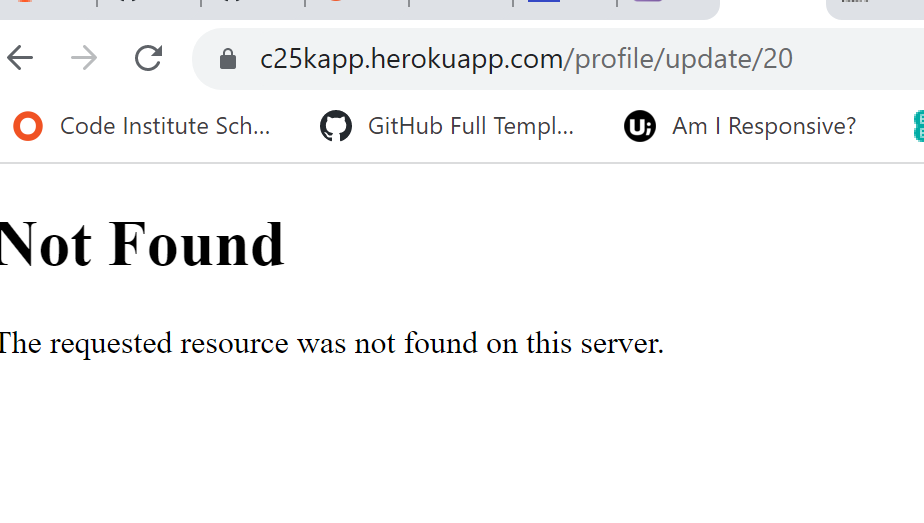 c25kapp.herokuapp.com/profile/update/20
Code Institute Sch... GitHub Full Templ... Am I Responsive?
Not Found
The requested resource was not found on this server.